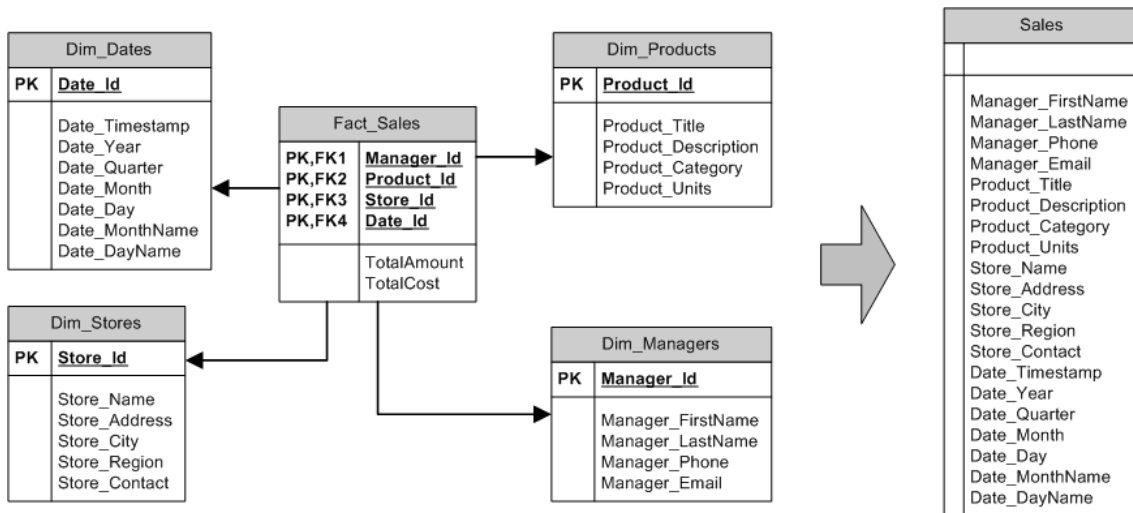 Dim_Dates
PK Date_Id
Date_Timestamp
Date_Year
Date_Quarter
Date_Month
Date_Day
Date_MonthName
Date_DayName
Dim_Stores
PK Store_Id
Store_Name
Store_Address
Store_City
Store_Region
Store_Contact
Fact_Sales
PK,FK1 Manager_Id
PK,FK2 Product_Id
PK,FK3 Store_Id
PK,FK4 Date_Id
TotalAmount
TotalCost
Dim_Products
PK Product_Id
Product_Title
Product_Description
Product_Category
Product_Units
Dim_Managers
PK Manager_Id
Manager_FirstName
Manager_LastName
Manager_Phone
Manager_Email
Sales
Manager_FirstName
Manager_LastName
Manager_Phone
Manager_Email
Product_Title
Product_Description
Product_Category
Product_Units
Store_Name
Store_Address
Store_City
Store_Region
Store_Contact
Date_Timestamp
Date_Year
Date_Quarter
Date_Month
Date_Day
Date_MonthName
Date_DayName